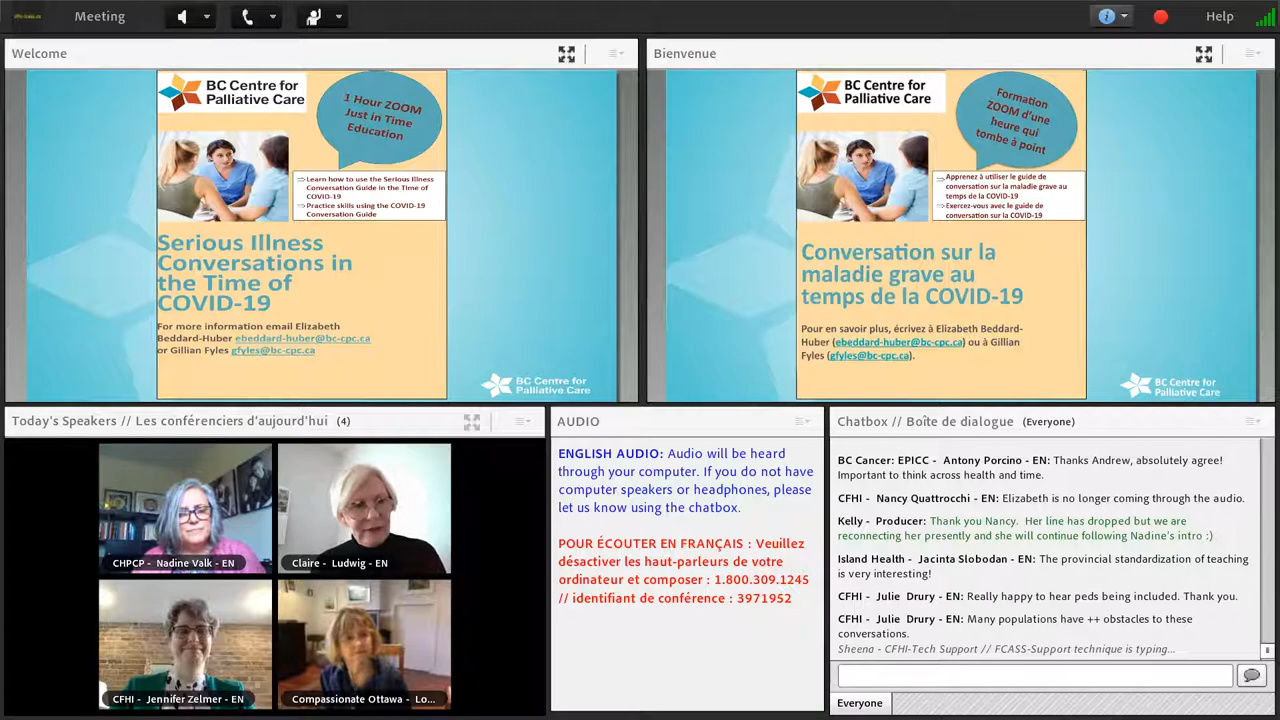 Meeting
Help
Welcome
BC Centre for
Palliative Care
1 Hour ZOOM
Just in Time
Education
Learn how to use the Serious Illness
Conversation Guide in the Time of
COVID-19
Practice skills using the COVID-19
Conversation Guide
Serious Illness
Conversations in
the Time of
COVID-19
For more information email Elizabeth
Beddard-Huber ebeddard-huber@bc-cpc.ca
or Gillian Fyles gfyles@bc-cpc.ca
BC Centre for
Palliative Care
Bienvenue
BC Centre for
Palliative Care
Formation
ZOOM d'une
heure qui
tombe à point
Apprenez à utiliser le guide de
conversation sur la maladie grave au
temps de la COVID-19
Exercez-vous avec le guide de
conversation sur la COVID-19
Conversation sur la
maladie grave au
temps de la COVID-19
Pour en savoir plus, écrivez à Elizabeth Beddard-
Huber (ebeddard-huber@bc-cpc.ca) ou à Gillian
Fyles (gfyles@bc-cpc.ca).
BC Centre for
Palliative Care
Today's Speakers // Les conférenciers d'aujourd'hui (4)
CHPCP - Nadine Valk - EN
Claire - Ludwig - EN
CFHI - Jennifer Zelmer - EN
Compassionate Ottawa - Lo...
AUDIO
ENGLISH AUDIO: Audio will be heard
through your computer. If you do not have
computer speakers or headphones, please
let us know using the chatbox.
POUR ÉCOUTER EN FRANÇAIS : Veuillez
désactiver les haut-parleurs de votre
ordinateur et composer : 1.800.309.1245
// identifiant de conférence : 3971952
Chatbox // Boîte de dialogue (Everyone)
BC Cancer: EPICC - Antony Porcino - EN: Thanks Andrew, absolutely agree!
Important to think across health and time.
CFHI - Nancy Quattrocchi - EN: Elizabeth is no longer coming through the audio.
Kelly - Producer: Thank you Nancy. Her line has dropped but we are
reconnecting her presently and she will continue following Nadine's intro :)
Island Health - Jacinta Slobodan - EN: The provincial standardization of teaching
is very interesting!
CFHI - Julie Drury - EN: Really happy to hear peds being included. Thank you.
CFHI - Julie Drury - EN: Many populations have ++ obstacles to these
conversations.
Sheena - CFHI-Tech Support // FCASS-Support technique is typing...
Everyone